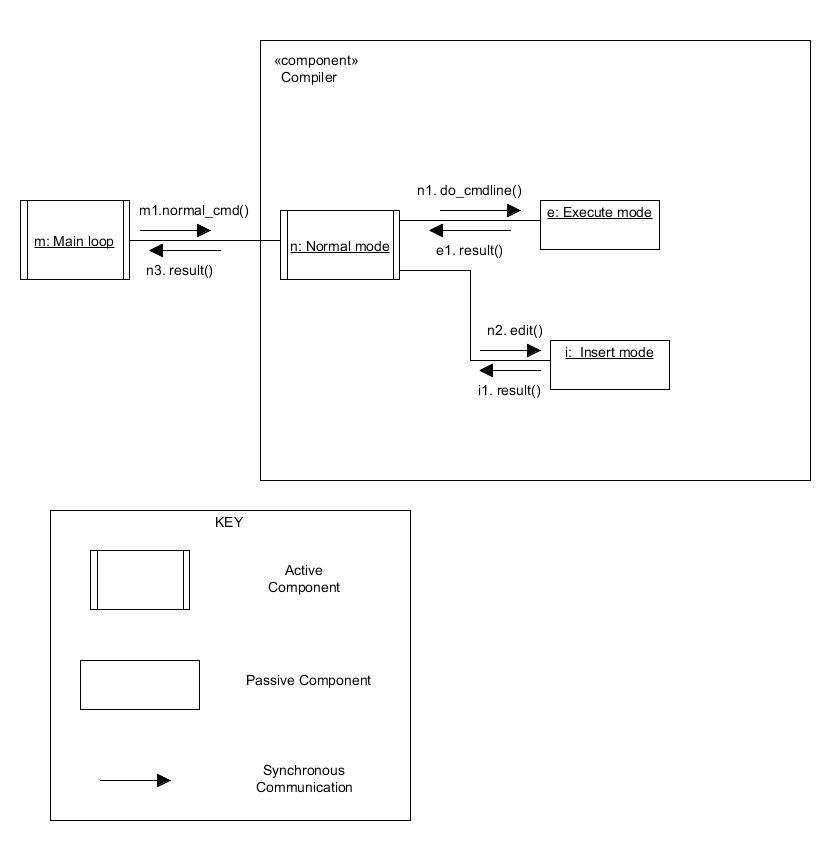 «component»
Compiler
n1. do_cmdline()
m1.normal_cmd()
e: Execute mode
m: Main loop
n: Normal mode
e1. result()
n3. result()
n2. edit()
i: Insert mode
i1. result()
KEY
Active
Component
Passive Component
Synchronous
Communication